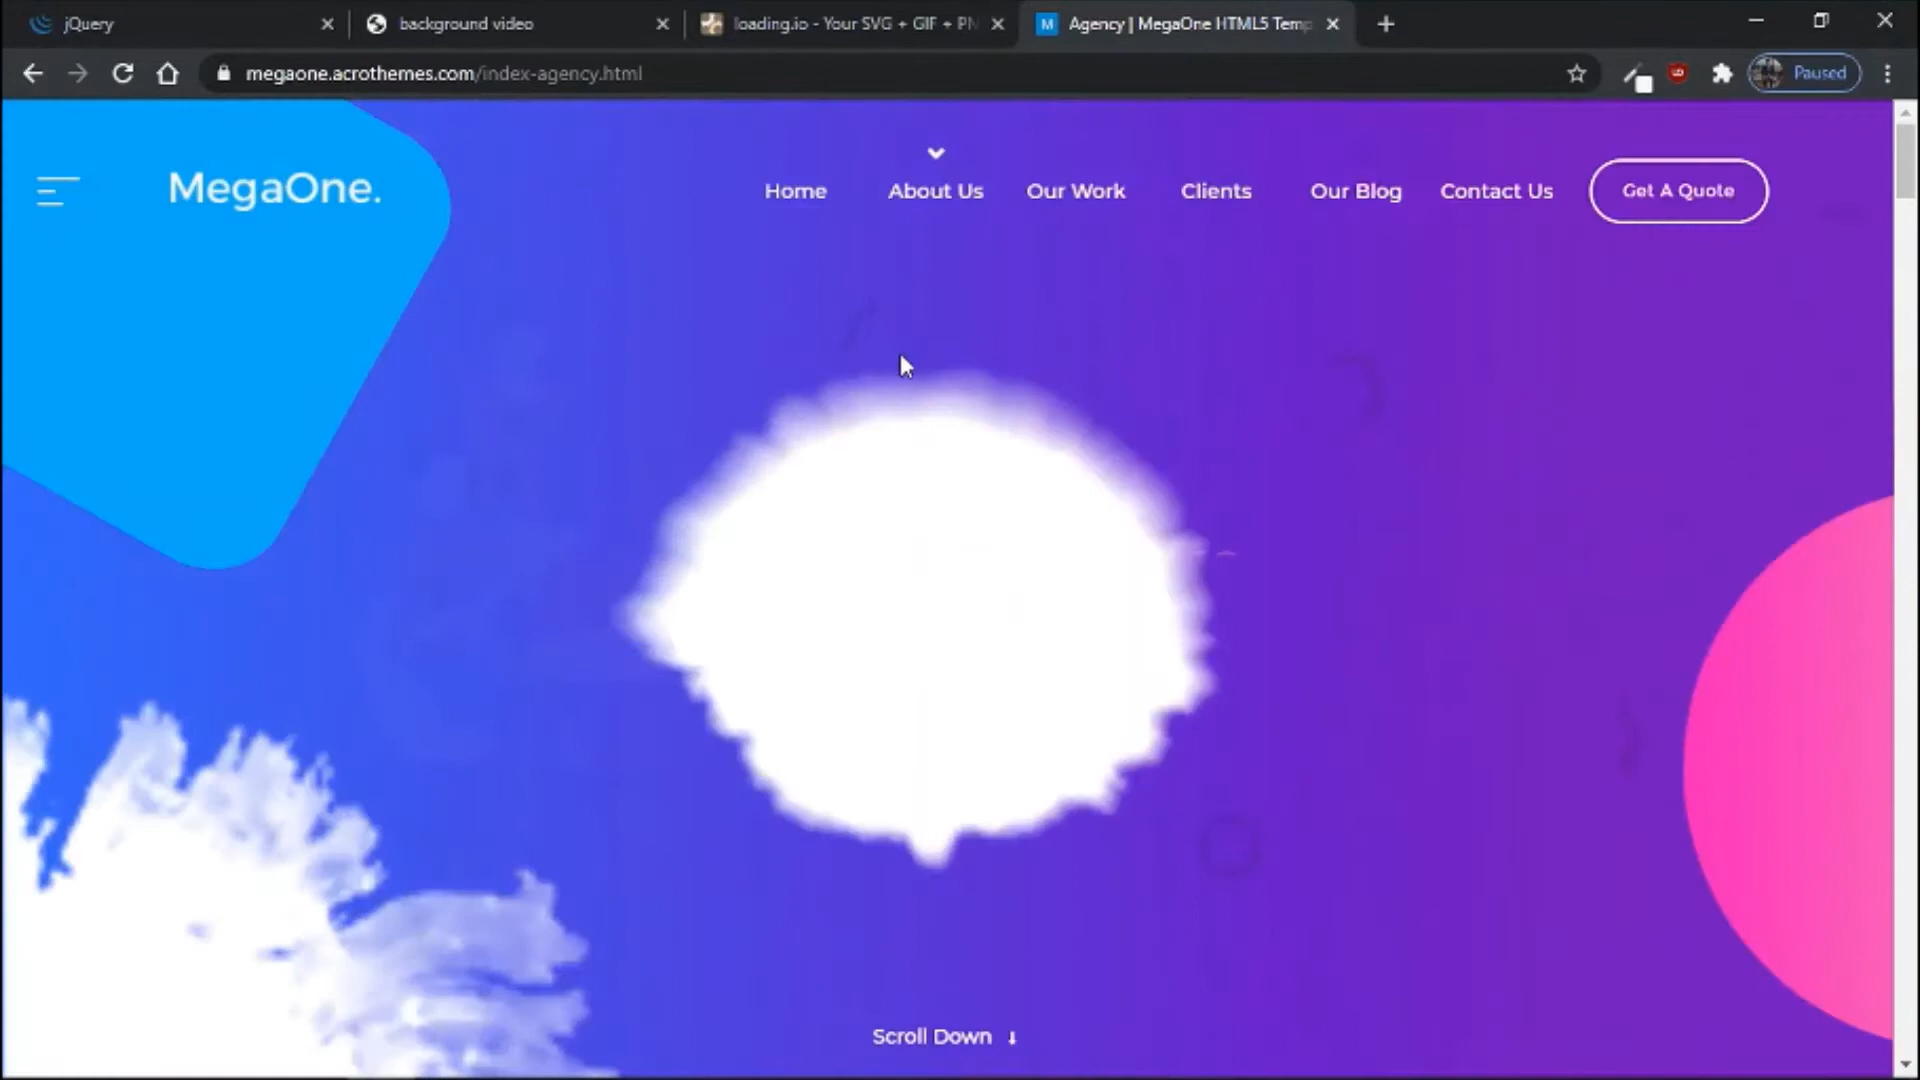 jQuery
background video
loading.io - Your SVG + GIF + PN
Agency | MegaOne HTML5 Temp
megaone.acrothemes.com/index-agency.html
Paused
MegaOne.
Home
About Us
Our Work
Clients
Our Blog
Contact Us
Get A Quote
Scroll Down ↓